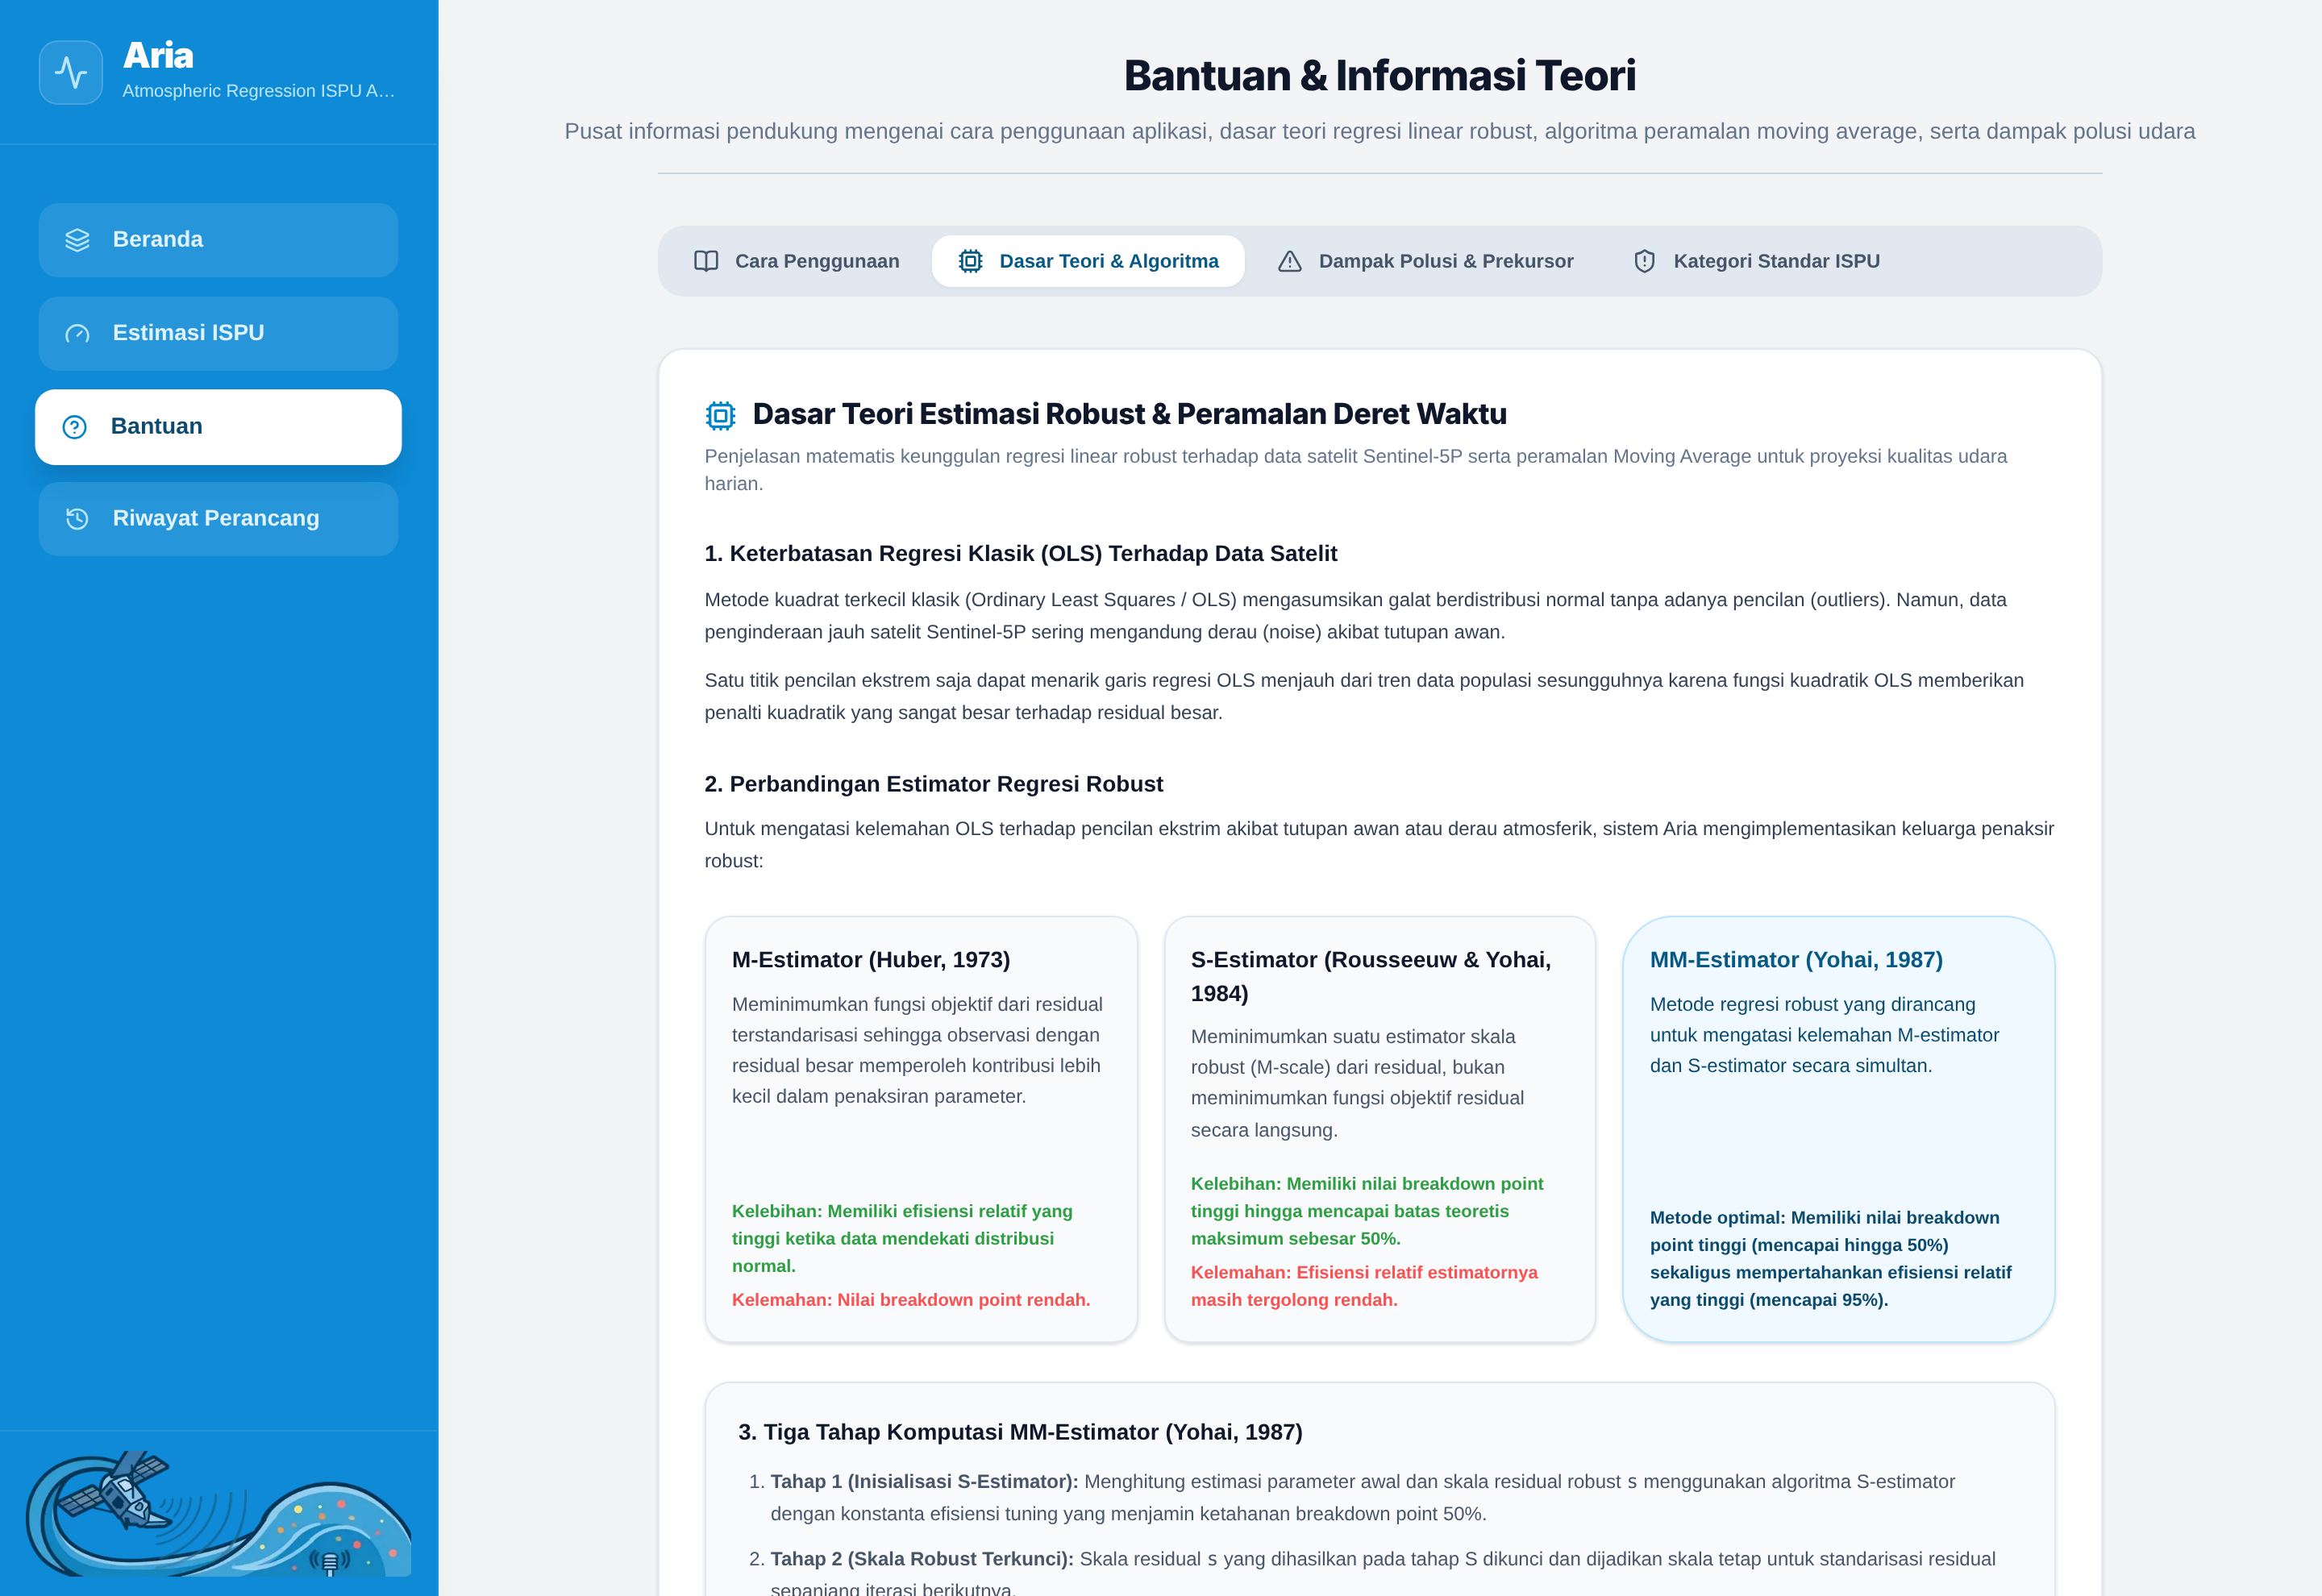 Aria
Atmospheric Regression ISPU A...
Beranda
Estimasi ISPU
Bantuan
Riwayat Perancang
Bantuan & Informasi Teori
Pusat informasi pendukung mengenai cara penggunaan aplikasi, dasar teori regresi linear robust, algoritma peramalan moving average, serta dampak polusi udara
Cara Penggunaan
Dasar Teori & Algoritma
Dampak Polusi & Prekursor
Kategori Standar ISPU
Dasar Teori Estimasi Robust & Peramalan Deret Waktu
Penjelasan matematis keunggulan regresi linear robust terhadap data satelit Sentinel-5P serta peramalan Moving Average untuk proyeksi kualitas udara
harian.
1. Keterbatasan Regresi Klasik (OLS) Terhadap Data Satelit
Metode kuadrat terkecil klasik (Ordinary Least Squares / OLS) mengasumsikan galat berdistribusi normal tanpa adanya pencilan (outliers). Namun, data
penginderaan jauh satelit Sentinel-5P sering mengandung derau (noise) akibat tutupan awan.
Satu titik pencilan ekstrem saja dapat menarik garis regresi OLS menjauh dari tren data populasi sesungguhnya karena fungsi kuadratik OLS memberikan
penalti kuadratik yang sangat besar terhadap residual besar.
2. Perbandingan Estimator Regresi Robust
Untuk mengatasi kelemahan OLS terhadap pencilan ekstrim akibat tutupan awan atau derau atmosferik, sistem Aria mengimplementasikan keluarga penaksir
robust:
M-Estimator (Huber, 1973)
Meminimumkan fungsi objektif dari residual
terstandarisasi sehingga observasi dengan
residual besar memperoleh kontribusi lebih
kecil dalam penaksiran parameter.
Kelebihan: Memiliki efisiensi relatif yang
tinggi ketika data mendekati distribusi
normal.
Kelemahan: Nilai breakdown point rendah.
S-Estimator (Rousseeuw & Yohai,
1984)
Meminimumkan suatu estimator skala
robust (M-scale) dari residual, bukan
meminimumkan fungsi objektif residual
secara langsung.
Kelebihan: Memiliki nilai breakdown point
tinggi hingga mencapai batas teoretis
maksimum sebesar 50%.
Kelemahan: Efisiensi relatif estimatornya
masih tergolong rendah.
MM-Estimator (Yohai, 1987)
Metode regresi robust yang dirancang
untuk mengatasi kelemahan M-estimator
dan S-estimator secara simultan.
Metode optimal: Memiliki nilai breakdown
point tinggi (mencapai hingga 50%)
sekaligus mempertahankan efisiensi relatif
yang tinggi (mencapai 95%).
3. Tiga Tahap Komputasi MM-Estimator (Yohai, 1987)
1. Tahap 1 (Inisialisasi S-Estimator): Menghitung estimasi parameter awal dan skala residual robust s menggunakan algoritma S-estimator
dengan konstanta efisiensi tuning yang menjamin ketahanan breakdown point 50%.
2. Tahap 2 (Skala Robust Terkunci): Skala residual s yang dihasilkan pada tahap S dikunci dan dijadikan skala tetap untuk standarisasi residual
sepanjang iterasi berikutnya.